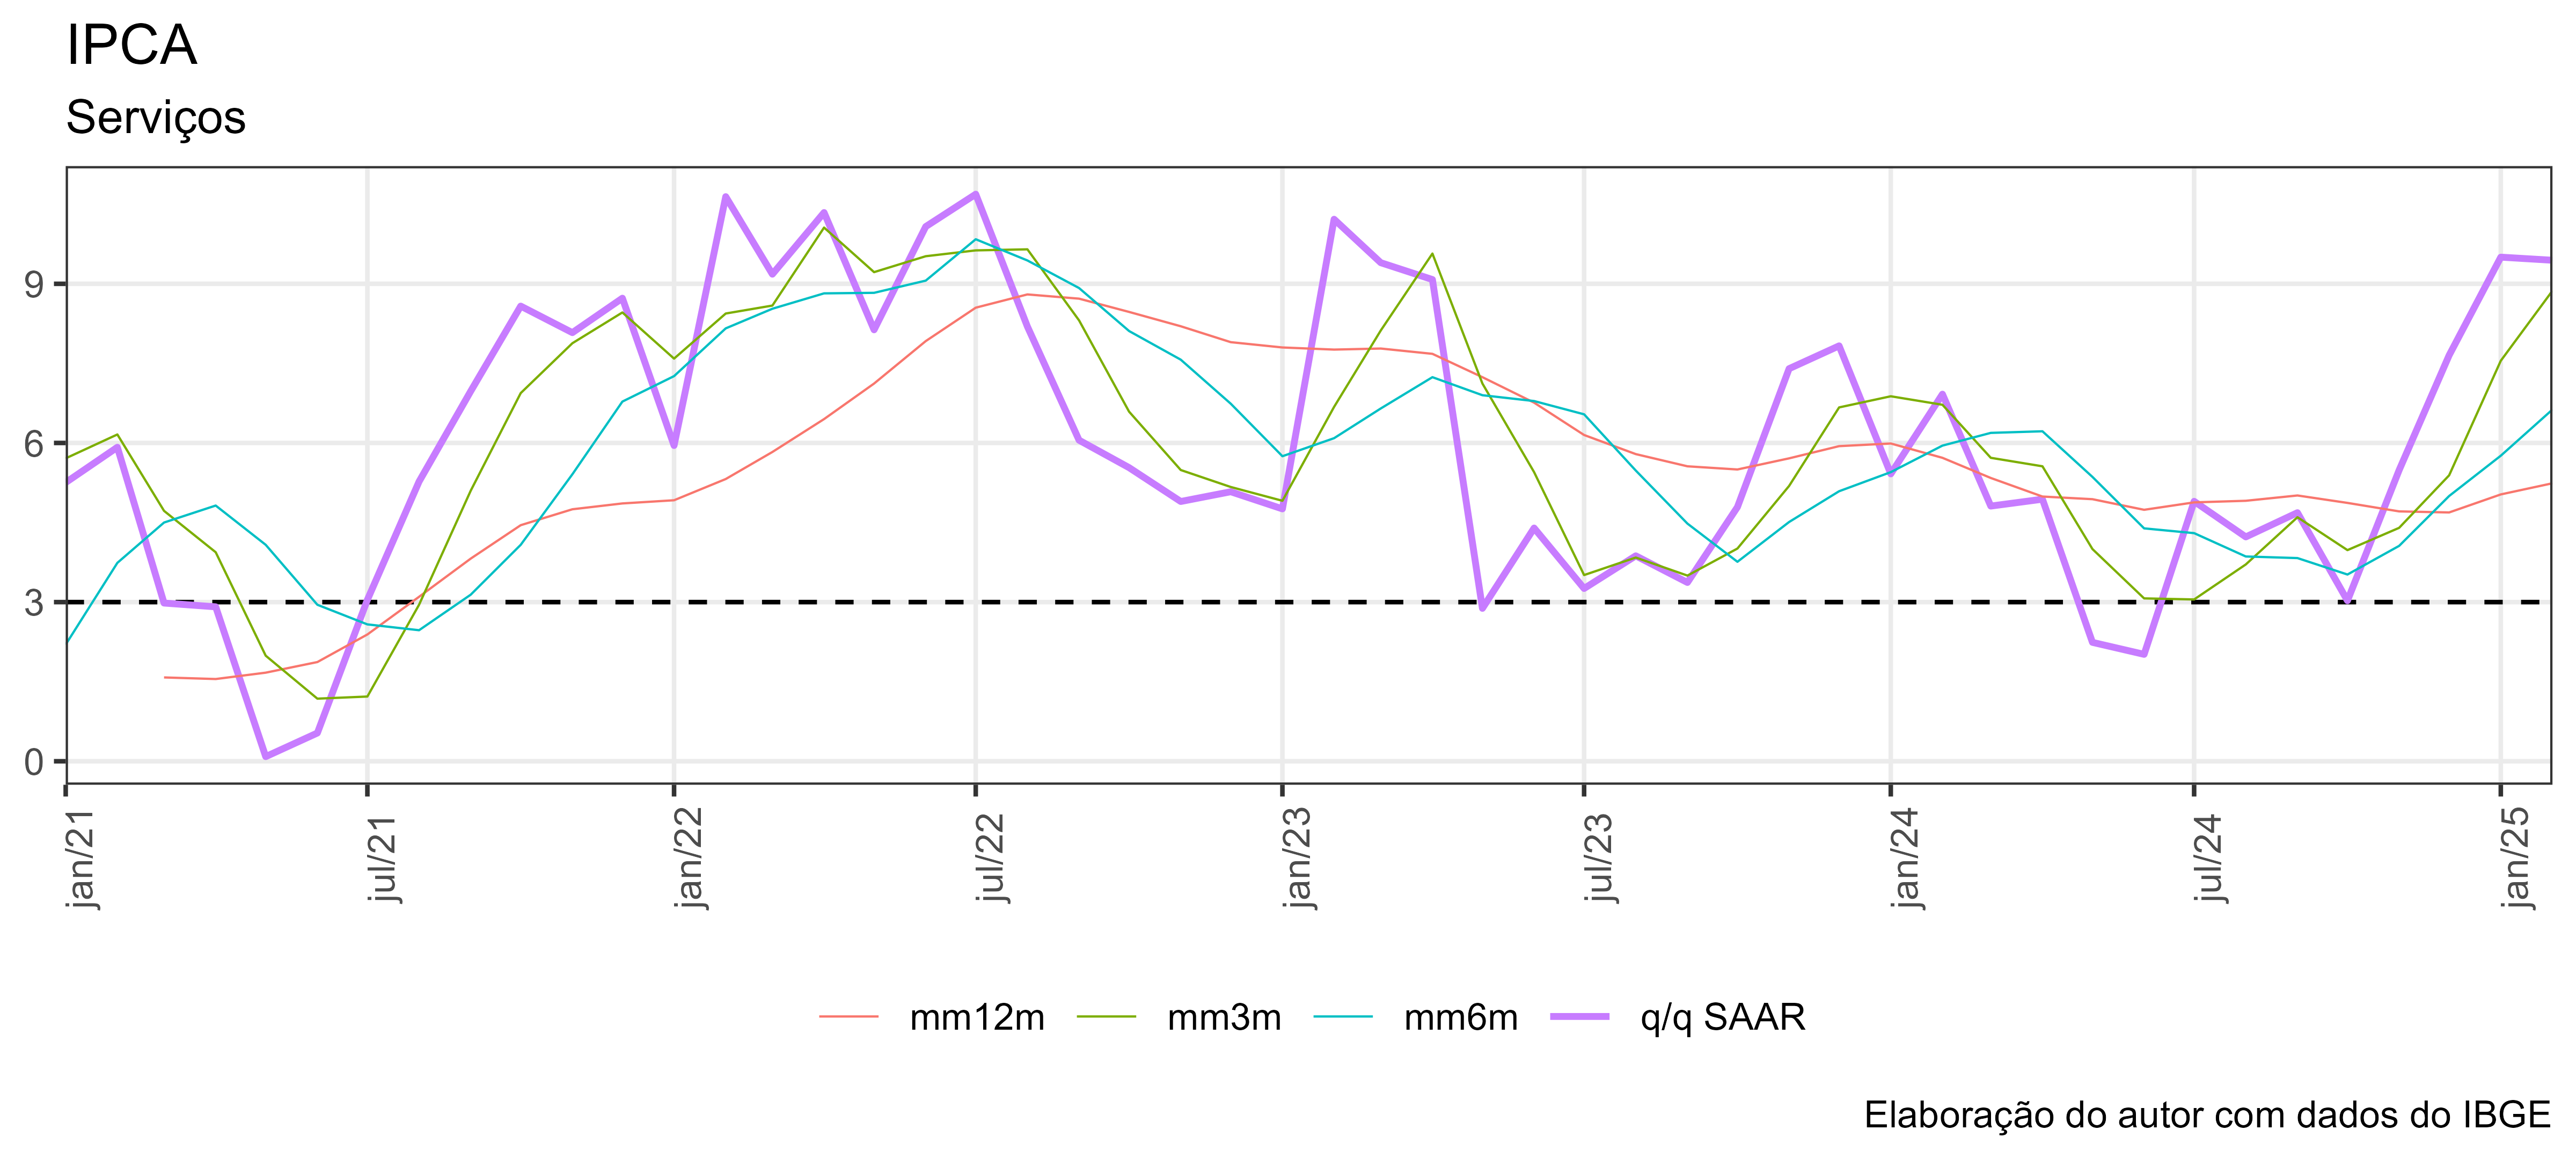 IPCA
Serviços
9
6
3
0
jan/21
jul/21
jan/22
jul/22
jan/23
jul/23
jan/24
jul/24
jan/25
mm12m mm3m mm6m q/q SAAR
Elaboração do autor com dados do IBGE